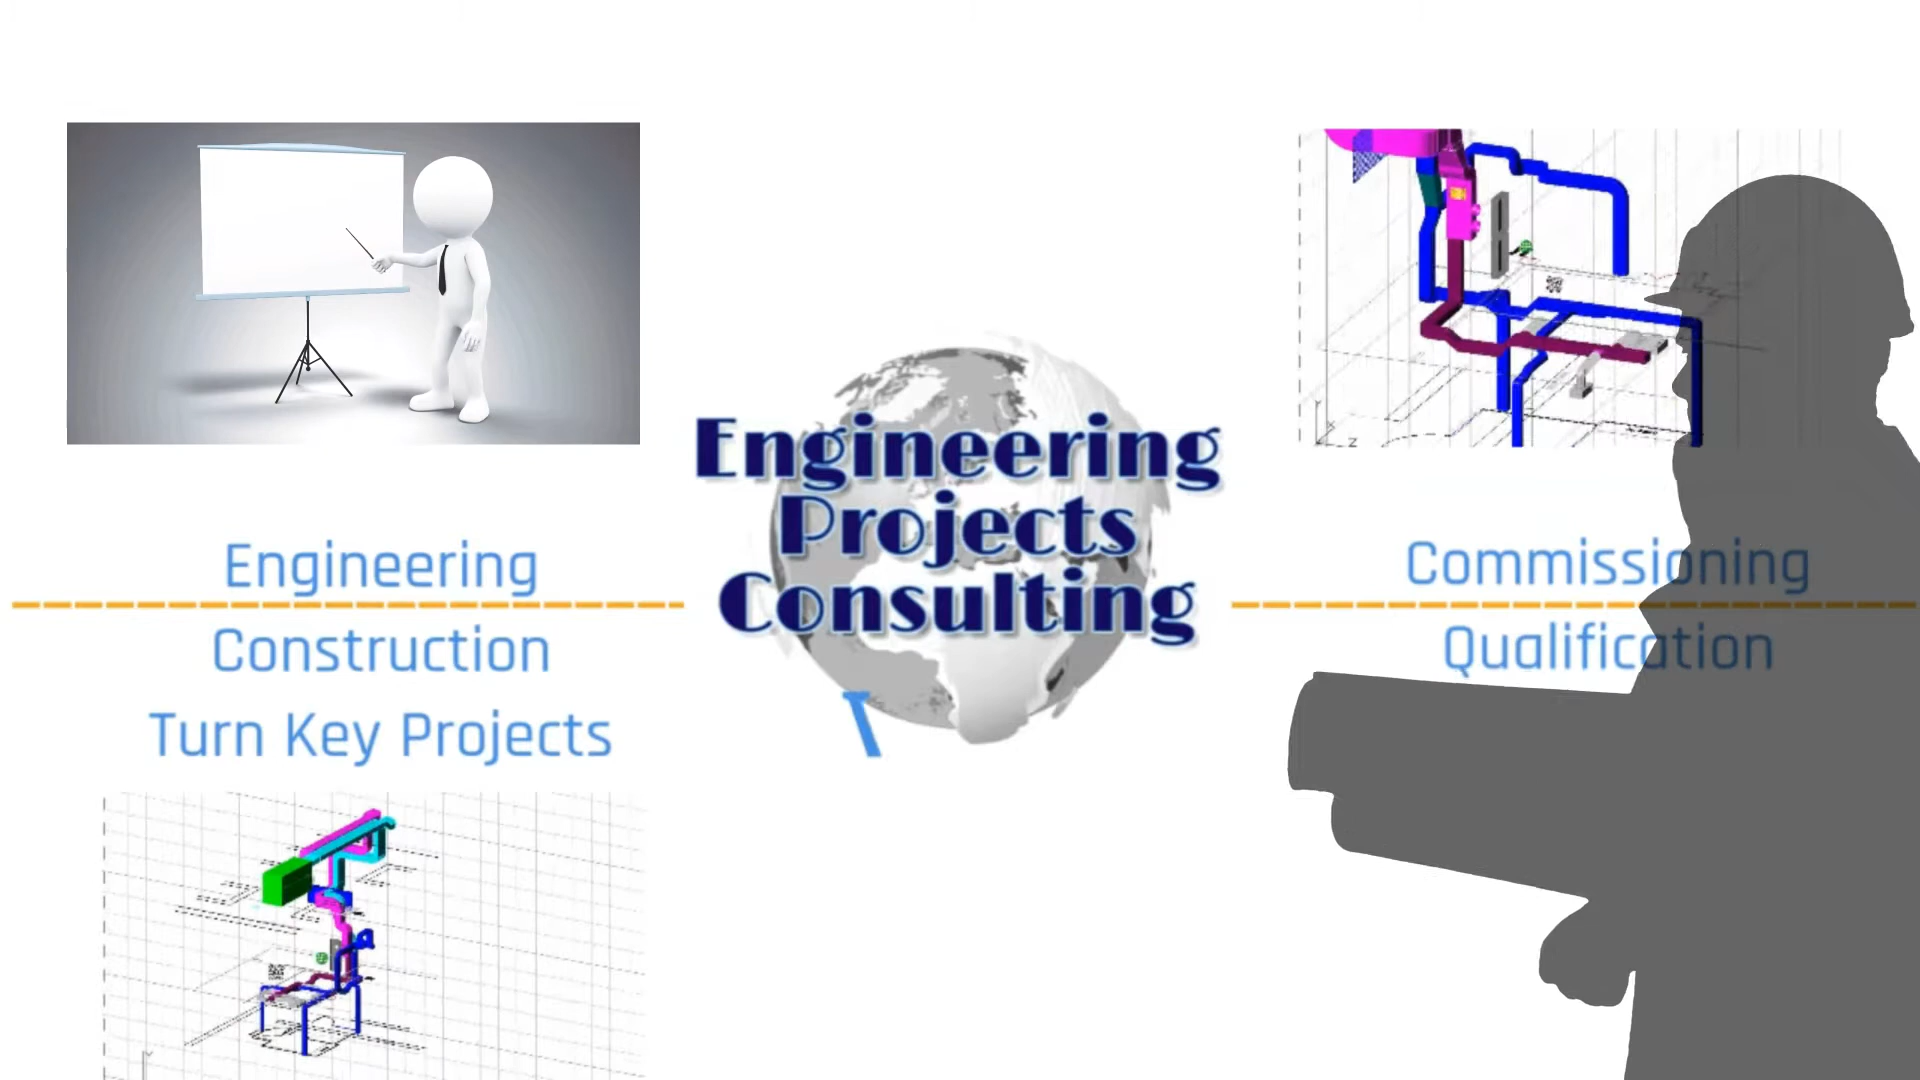 Engineering
Construction
Turn Key Projects
Engineering
Projects
Consulting
Commissioning
Qualification